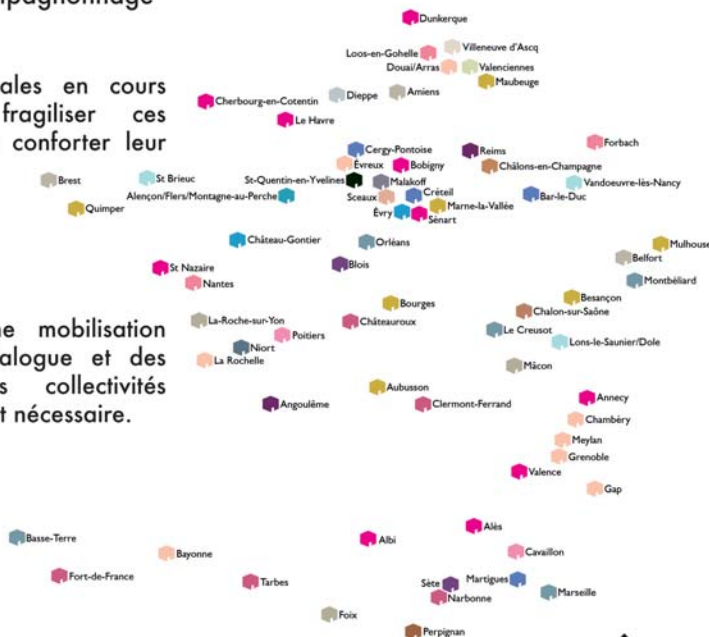 pagnonnage
ales en cours
fragiliser ces
conforter leur
ne mobilisation
alogue et des
s collectivités
t nécessaire.
Dunkerque
Villeneuve d'Ascq
Loos-en-Gohelle
Douai/Arras
Valenciennes
Maubeuge
Amiens
Dieppe
Cherbourg-en-Cotentin
Le Havre
Forbach
Cergy-Pontoise
Reims
Évreux
Bobigny
Châlons-en-Champagne
Brest
St Brieuc
St-Quentin-en-Yvelines
Malakoff
Vandoeuvre-lès-Nancy
Alençon/Flers/Montagne-au-Perche
Sceaux
Créteil
Bar-le-Duc
Quimper
Marne-la-Vallée
Évry
Sénart
Château-Gontier
Orléans
Mulhouse
Belfort
Blois
St Nazaire
Montbéliard
Nantes
Besançon
Bourges
Chalon-sur-Saône
La-Roche-sur-Yon
Châteauroux
Le Creusot
Poitiers
Lons-le-Saunier/Dole
Niort
La Rochelle
Mâcon
Aubusson
Annecy
Angoulême
Clermont-Ferrand
Chambéry
Meylan
Grenoble
Valence
Gap
Alès
Basse-Terre
Albi
Bayonne
Cavaillon
Fort-de-France
Tarbes
Sète
Martigues
Marseille
Narbonne
Foix
Perpignan